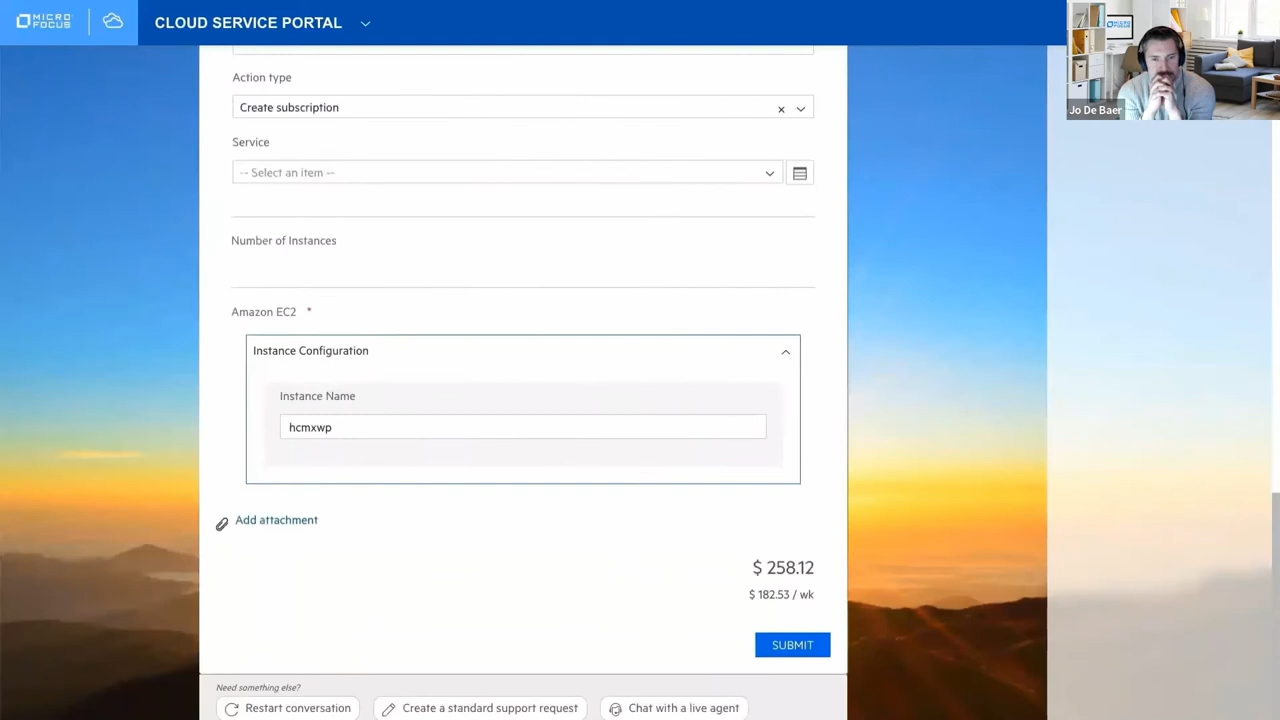 MICRO FOCUS
CLOUD SERVICE PORTAL
MICRO FOCUS
Jo De Baer
Action type
Create subscription
Service
-- Select an item --
Number of Instances
Amazon EC2 *
Instance Configuration
Instance Name
hcmxwp
Add attachment
$ 258.12
$ 182.53 / wk
SUBMIT
Need something else?
Restart conversation
Create a standard support request
Chat with a live agent